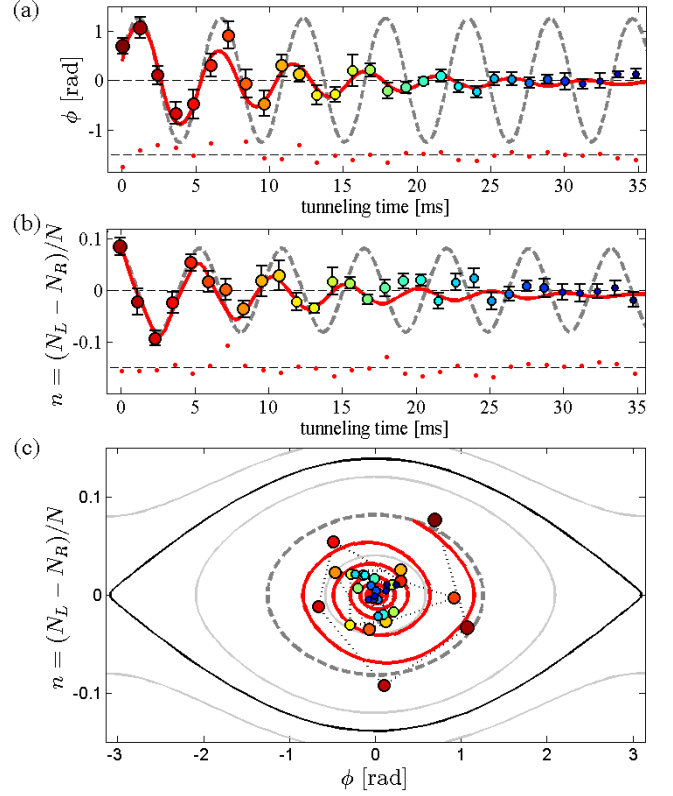 (a)
1
0
-1
ϕ [rad]
0 5 10 15 20 25 30 35
tunneling time [ms]
(b)
0.1
0
-0.1
n = (N_L − N_R)/N
0 5 10 15 20 25 30 35
tunneling time [ms]
(c)
0.1
0
-0.1
n = (N_L − N_R)/N
-3 -2 -1 0 1 2 3
ϕ [rad]